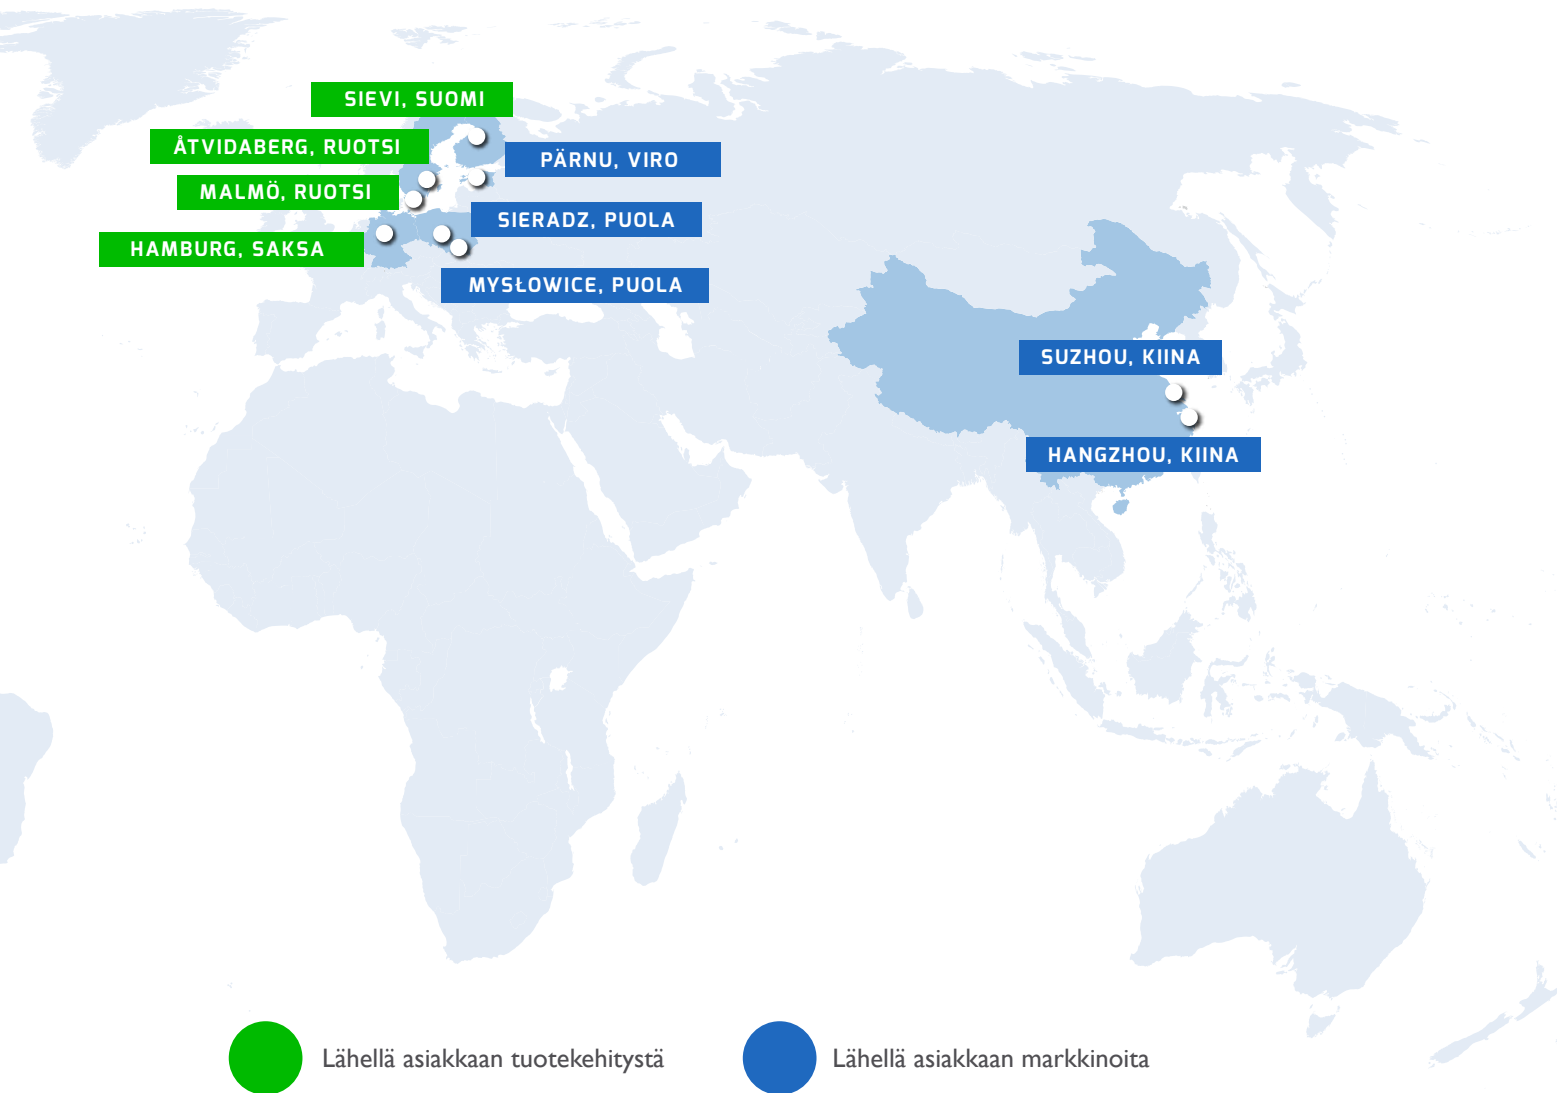 SIEVI, SUOMI
ÅTVIDABERG, RUOTSI
PÄRNU, VIRO
MALMÖ, RUOTSI
SIERADZ, PUOLA
HAMBURG, SAKSA
MYSŁOWICE, PUOLA
SUZHOU, KIINA
HANGZHOU, KIINA
Lähellä asiakkaan tuotekehitystä
Lähellä asiakkaan markkinoita